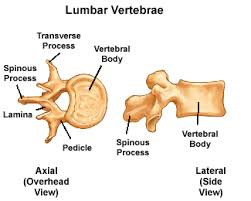 Lumbar Vertebrae
Transverse
Process
Vertebral
Body
Spinous
Process
Lamina
Pedicle
Spinous
Process
Vertebral
Body
Axial
(Overhead
View)
Lateral
(Side
View)